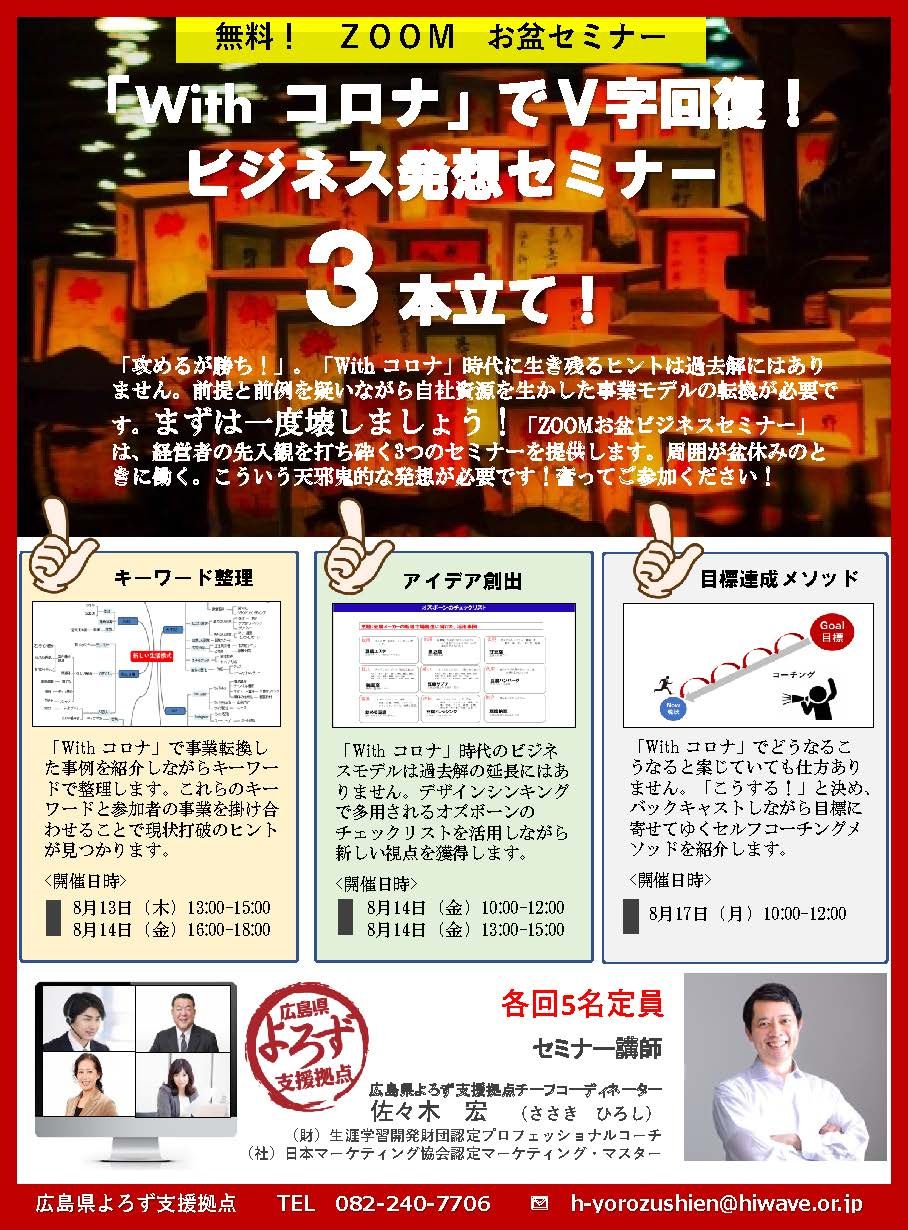 無料！　ＺＯＯＭ　お盆セミナー
「With コロナ」でＶ字回復！
ビジネス発想セミナー
３本立て！
「攻めるが勝ち！」。「With コロナ」時代に生き残るヒントは過去解にはあり
ません。前提と前例を疑いながら自社資源を生かした事業モデルの転換が必要で
す。まずは一度壊しましょう！「ZOOMお盆ビジネスセミナー」
は、経営者の先入観を打ち砕く3つのセミナーを提供します。周囲が盆休みのと
きに働く。こういう天邪鬼的な発想が必要です！奮ってご参加ください！
キーワード整理
新しい生活様式
「With コロナ」で事業転換し
た事例を紹介しながらキーワー
ドで整理します。これらのキー
ワードと参加者の事業を掛け合
わせることで現状打破のヒント
が見つかります。
<開催日時>
8月13日（木）13:00-15:00
8月14日（金）16:00-18:00
アイデア創出
オズボーンのチェックリスト
「With コロナ」時代のビジネ
スモデルは過去解の延長にはあ
りません。デザインシンキング
で多用されるオズボーンの
チェックリストを活用しながら
新しい視点を獲得します。
<開催日時>
8月14日（金）10:00-12:00
8月14日（金）13:00-15:00
目標達成メソッド
Goal
目標
コーチング
Now
現状
「With コロナ」でどうなるこ
うなると案じていても仕方あり
ません。「こうする！」と決め、
バックキャストしながら目標に
寄せてゆくセルフコーチングメ
ソッドを紹介します。
<開催日時>
8月17日（月）10:00-12:00
広島県
よろず
支援拠点
各回5名定員
セミナー講師
広島県よろず支援拠点チーフコーディネーター
佐々木　宏　（ささき　ひろし）
（財）生涯学習開発財団認定プロフェッショナルコーチ
（社）日本マーケティング協会認定マーケティング・マスター
広島県よろず支援拠点　TEL　082-240-7706　✉　h-yorozushien@hiwave.or.jp